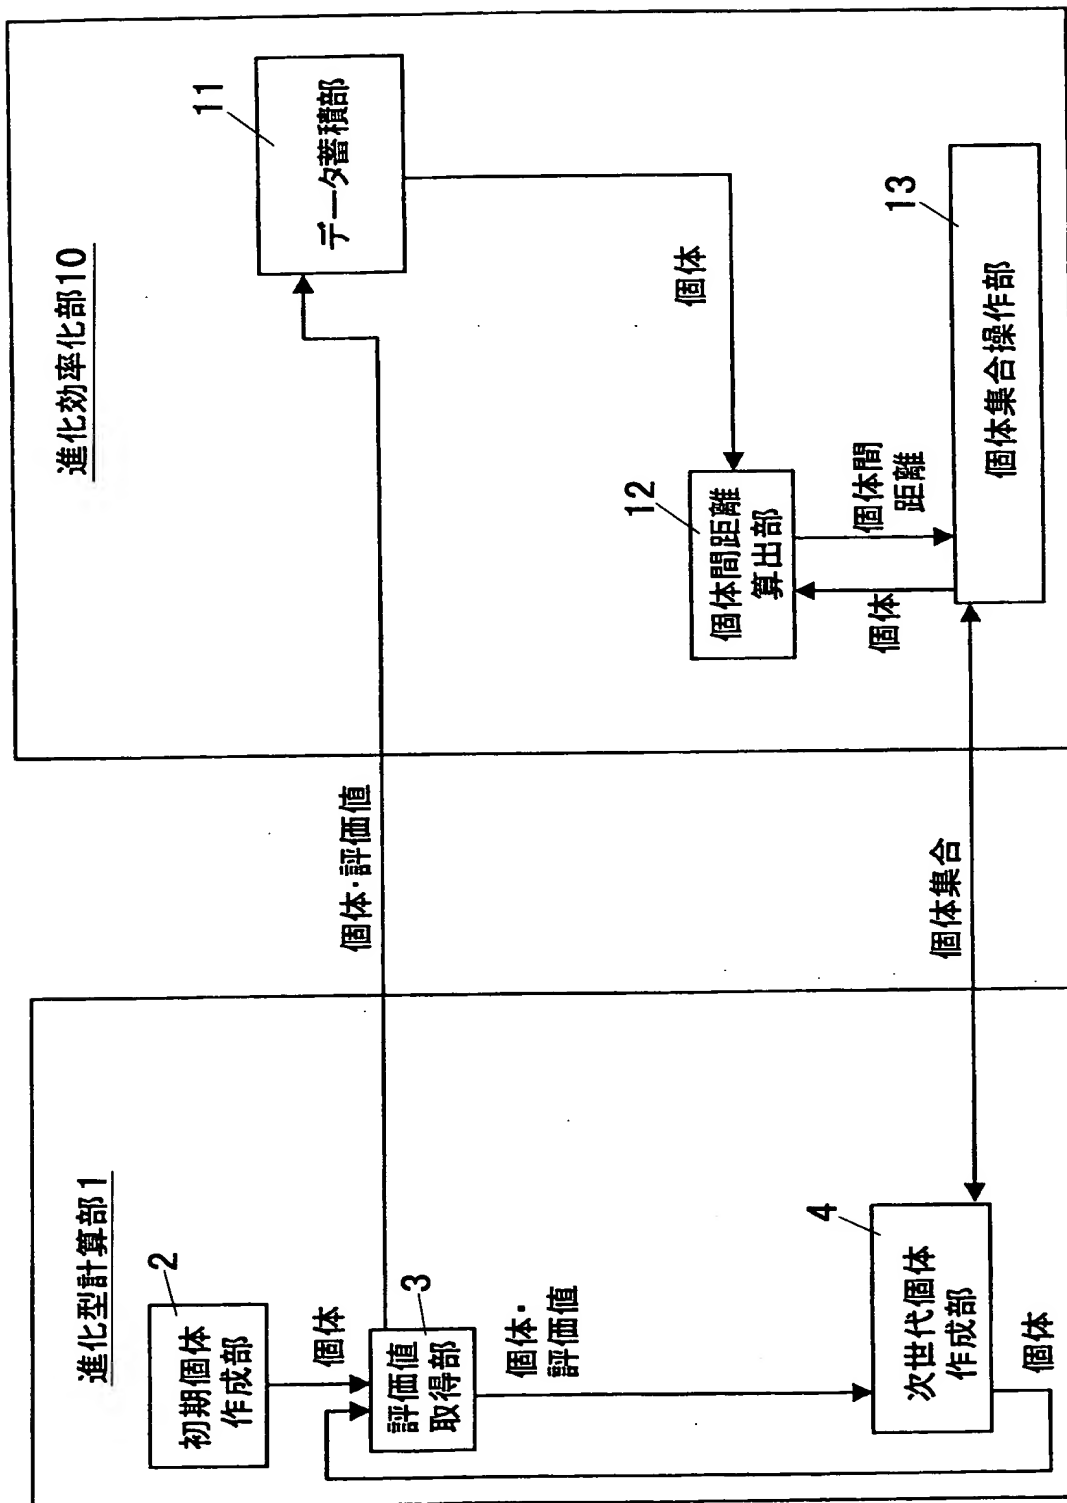 進化型計算部1
2
初期個体
作成部
個体
3
評価値
取得部
個体・
評価値
4
次世代個体
作成部
個体
個体・評価値
個体集合
進化効率化部10
11
データ蓄積部
個体
12
個体間距離
算出部
個体間
距離
個体
13
個体集合操作部